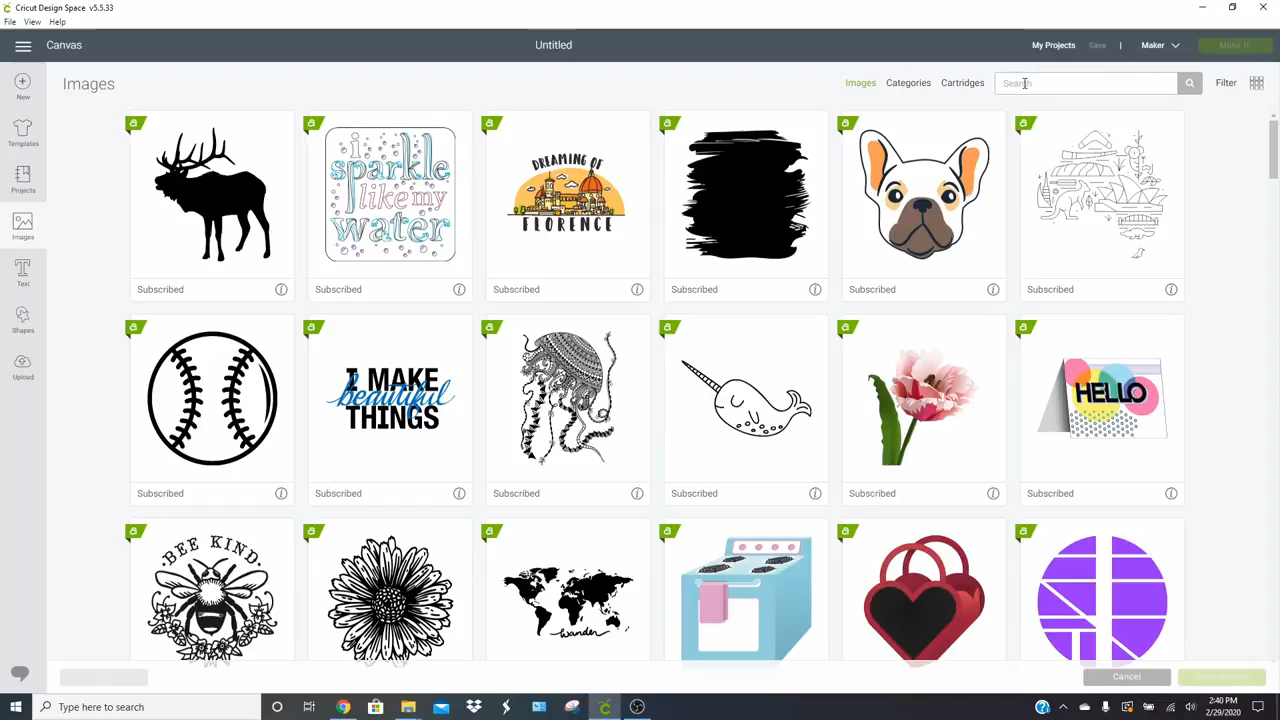 Cricut Design Space v5.5.33
File View Help
Canvas
Untitled
My Projects Save | Maker Make It
New
Templates
Projects
Images
Text
Shapes
Upload
Images
Images Categories Cartridges Search Filter
i sparkle like my water
DREAMING OF
FLORENCE
Subscribed Subscribed Subscribed Subscribed Subscribed Subscribed
I MAKE
beautiful
THINGS
HELLO
Subscribed Subscribed Subscribed Subscribed Subscribed Subscribed
·BEE KIND·
wander
Cancel
Type here to search
2:40 PM
2/29/2020